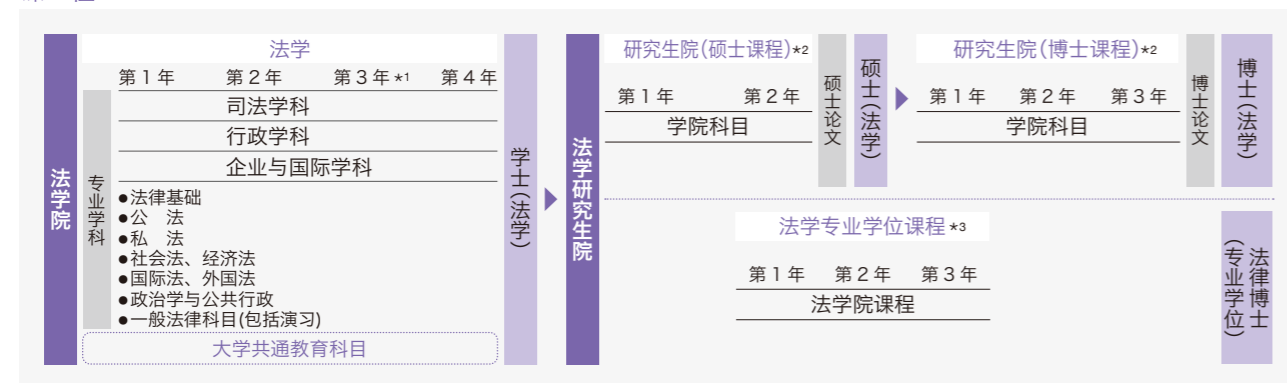 法学院
法学
第1年 第2年 第3年*1 第4年
专业学科
司法学科
行政学科
企业与国际学科
●法律基础
●公　法
●私　法
●社会法、经济法
●国际法、外国法
●政治学与公共行政
●一般法律科目(包括演习)
大学共通教育科目
学士(法学)
法学研究生院
研究生院(硕士课程)*2
第1年 第2年
学院科目
硕士论文
硕士(法学)
研究生院(博士课程)*2
第1年 第2年 第3年
学院科目
博士论文
博士(法学)
法学专业学位课程*3
第1年 第2年 第3年
法学院课程
法律博士
(专业学位)